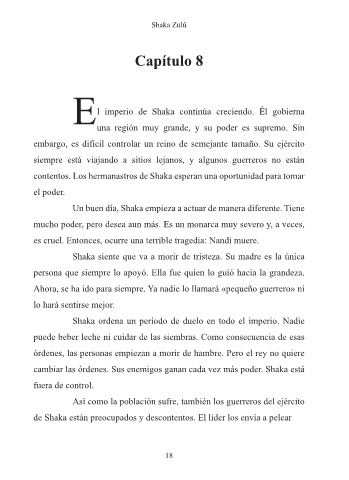 Shaka Zulú
Capítulo 8
El imperio de Shaka continúa creciendo. Él gobierna
una región muy grande, y su poder es supremo. Sin
embargo, es difícil controlar un reino de semejante tamaño. Su ejército
siempre está viajando a sitios lejanos, y algunos guerreros no están
contentos. Los hermanastros de Shaka esperan una oportunidad para tomar
el poder.
Un buen día, Shaka empieza a actuar de manera diferente. Tiene
mucho poder, pero desea aun más. Es un monarca muy severo y, a veces,
es cruel. Entonces, ocurre una terrible tragedia: Nandi muere.
Shaka siente que va a morir de tristeza. Su madre es la única
persona que siempre lo apoyó. Ella fue quien lo guió hacia la grandeza.
Ahora, se ha ido para siempre. Ya nadie lo llamará «pequeño guerrero» ni
lo hará sentirse mejor.
Shaka ordena un período de duelo en todo el imperio. Nadie
puede beber leche ni cuidar de las siembras. Como consecuencia de esas
órdenes, las personas empiezan a morir de hambre. Pero el rey no quiere
cambiar las órdenes. Sus enemigos ganan cada vez más poder. Shaka está
fuera de control.
Así como la población sufre, también los guerreros del ejército
de Shaka están preocupados y descontentos. El líder los envía a pelear
18